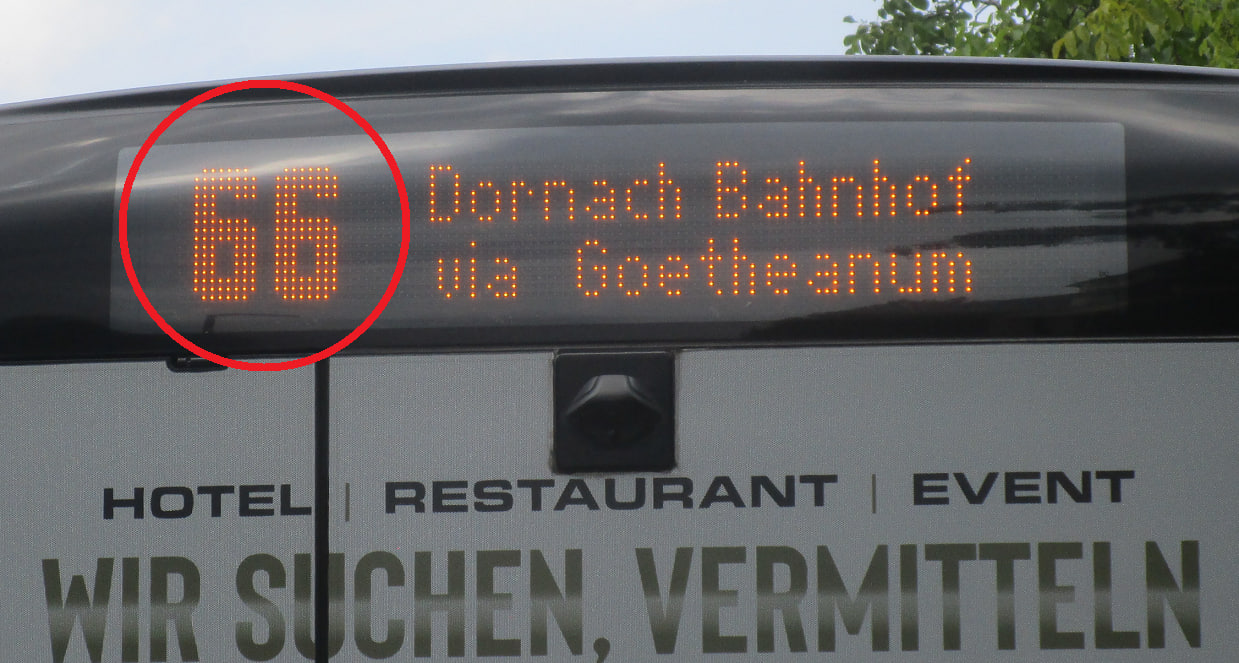 66 Dornach Bahnhof
via Goetheanum
HOTEL | RESTAURANT | EVENT
WIR SUCHEN, VERMITTELN